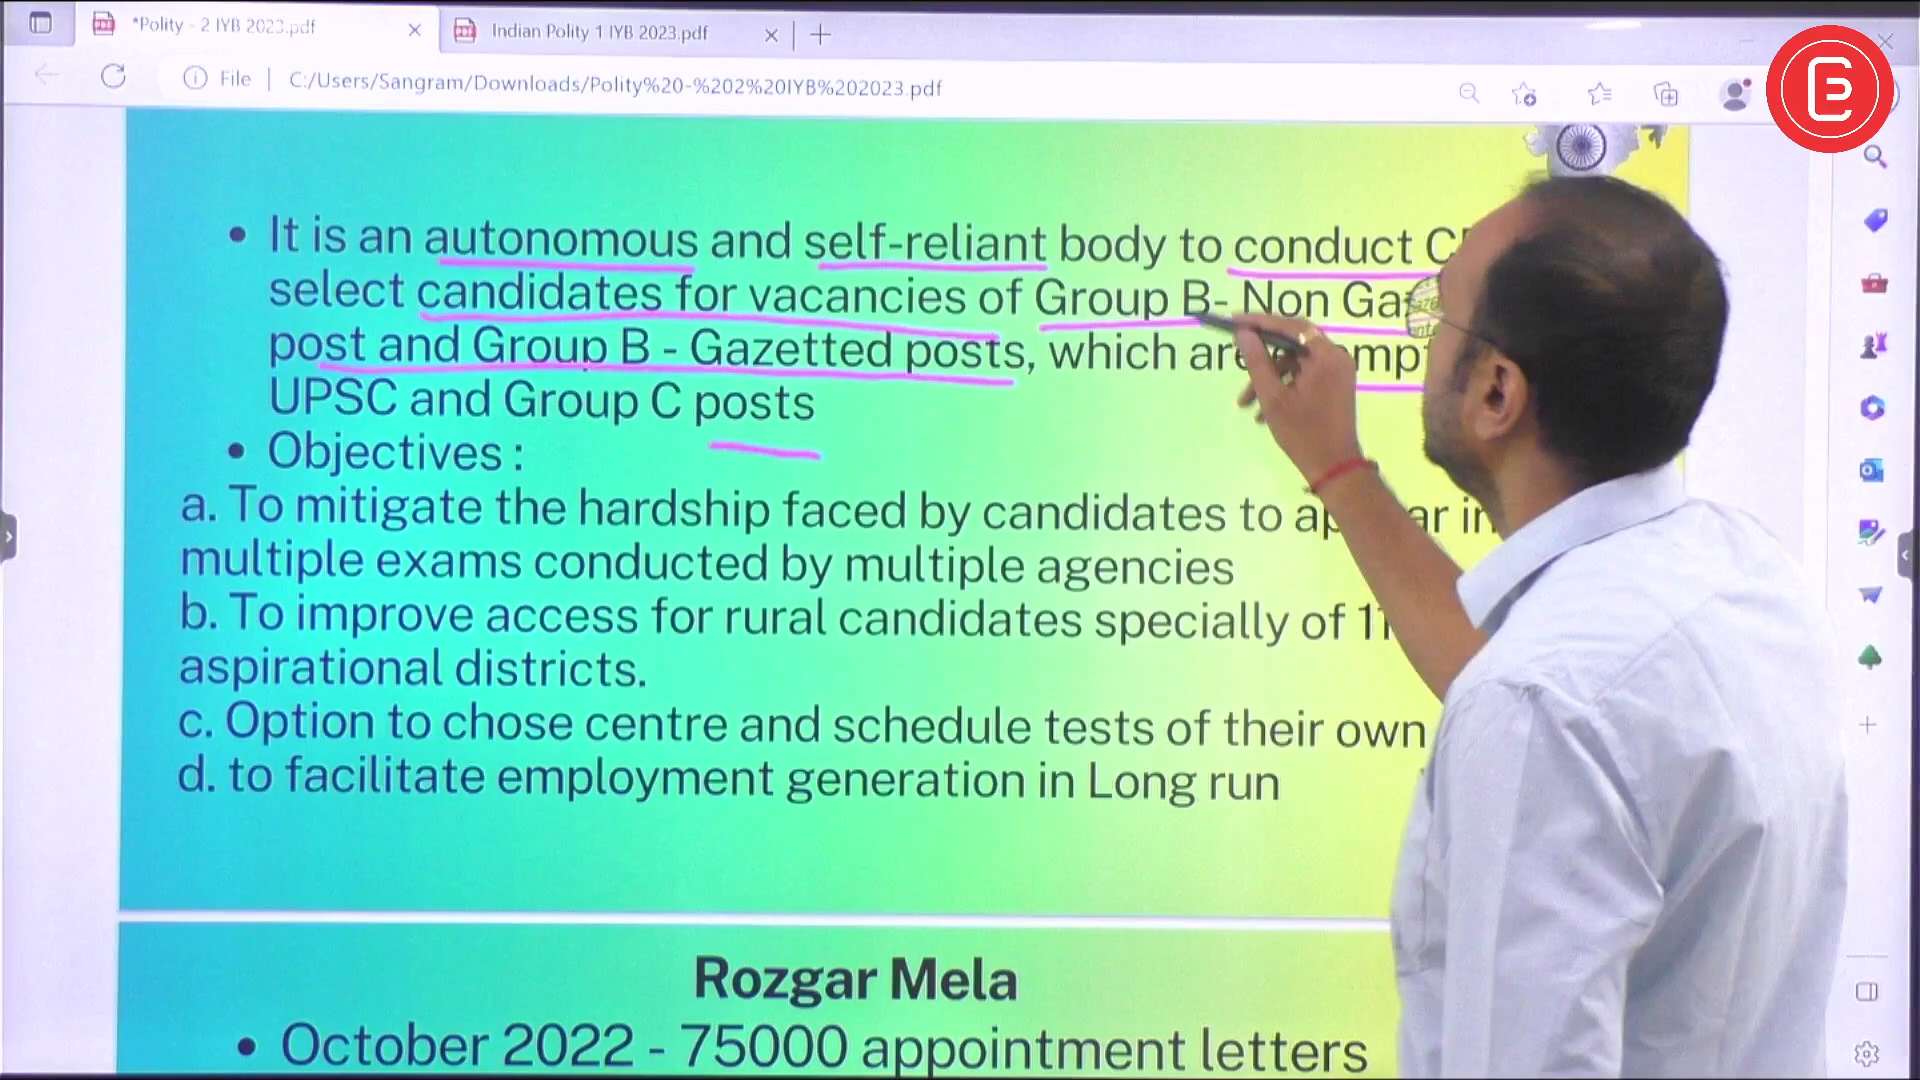 *Polity - 2 IYB 2023.pdf
Indian Polity 1 IYB 2023.pdf
File | C:/Users/Sangram/Downloads/Polity%20-%202%20IYB%202023.pdf
• It is an autonomous and self-reliant body to conduct
select candidates for vacancies of Group B- Non
post and Group B - Gazetted posts, which are
UPSC and Group C posts
• Objectives :
a. To mitigate the hardship faced by candidates to in
multiple exams conducted by multiple agencies
b. To improve access for rural candidates specially of
aspirational districts.
c. Option to chose centre and schedule tests of their own
d. to facilitate employment generation in Long run
Rozgar Mela
• October 2022 - 75000 appointment letters